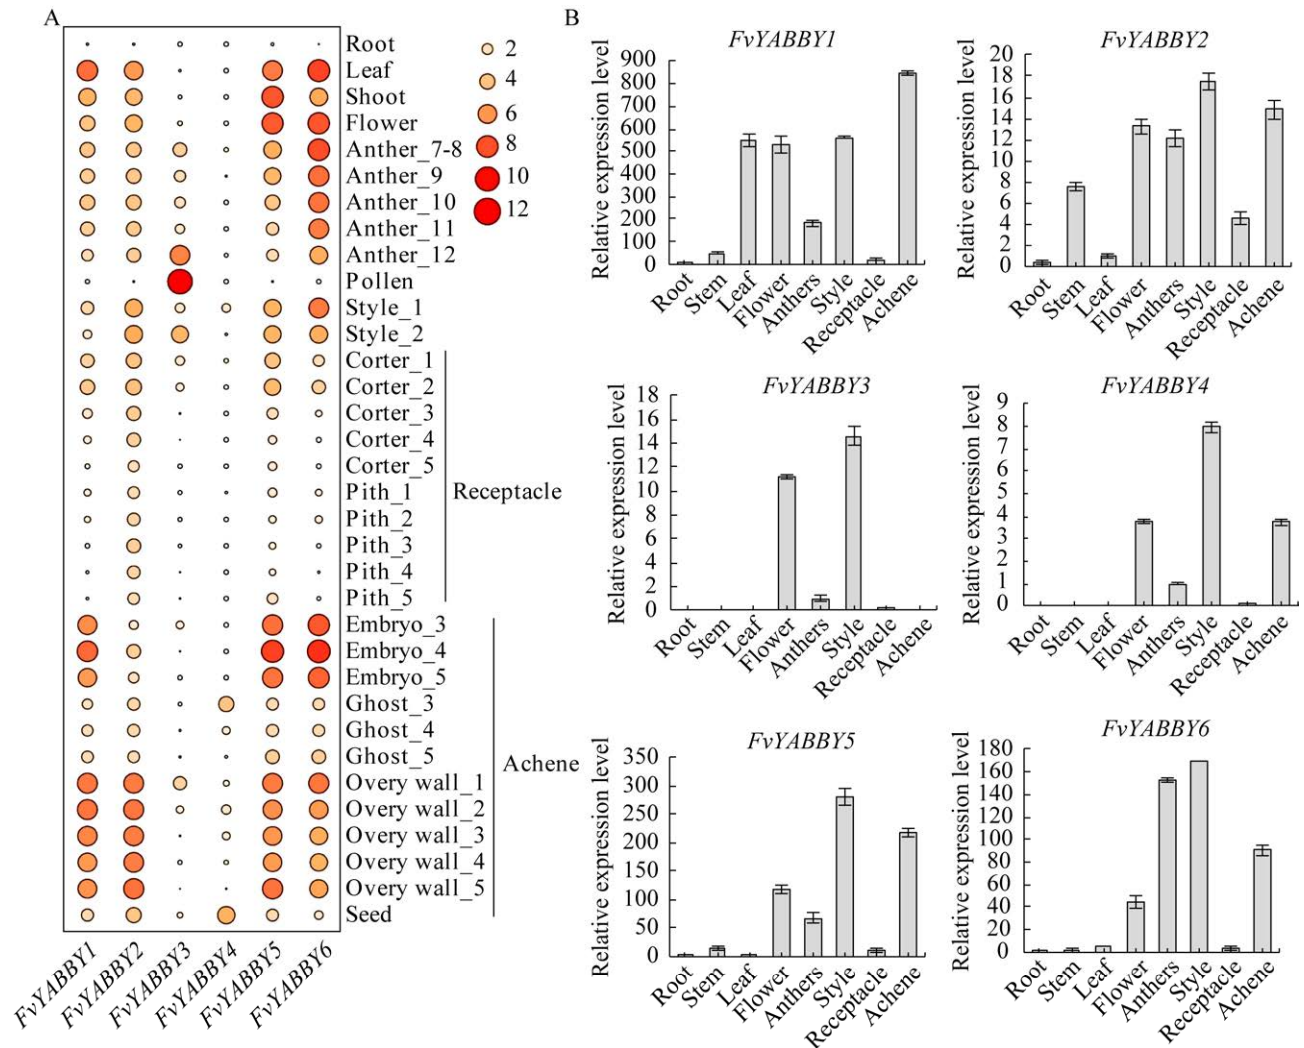 A
Root
Leaf
Shoot
Flower
Anther_7-8
Anther_9
Anther_10
Anther_11
Anther_12
Pollen
Style_1
Style_2
Corter_1
Corter_2
Corter_3
Corter_4
Corter_5
Pith_1
Pith_2
Pith_3
Pith_4
Pith_5
Embryo_3
Embryo_4
Embryo_5
Ghost_3
Ghost_4
Ghost_5
Overy wall_1
Overy wall_2
Overy wall_3
Overy wall_4
Overy wall_5
Seed
Receptacle
Achene
2
4
6
8
10
12
FvYABBY1
FvYABBY2
FvYABBY3
FvYABBY4
FvYABBY5
FvYABBY6
B
FvYABBY1
Relative expression level
900
800
700
600
500
400
300
200
100
0
Root
Stem
Leaf
Flower
Anthers
Style
Receptacle
Achene
FvYABBY2
Relative expression level
20
18
16
14
12
10
8
6
4
2
0
Root
Stem
Leaf
Flower
Anthers
Style
Receptacle
Achene
FvYABBY3
Relative expression level
18
16
14
12
10
8
6
4
2
0
Root
Stem
Leaf
Flower
Anthers
Style
Receptacle
Achene
FvYABBY4
Relative expression level
9
8
7
6
5
4
3
2
1
0
Root
Stem
Leaf
Flower
Anthers
Style
Receptacle
Achene
FvYABBY5
Relative expression level
350
300
250
200
150
100
50
0
Root
Stem
Leaf
Flower
Anthers
Style
Receptacle
Achene
FvYABBY6
Relative expression level
180
160
140
120
100
80
60
40
20
0
Root
Stem
Leaf
Flower
Anthers
Style
Receptacle
Achene